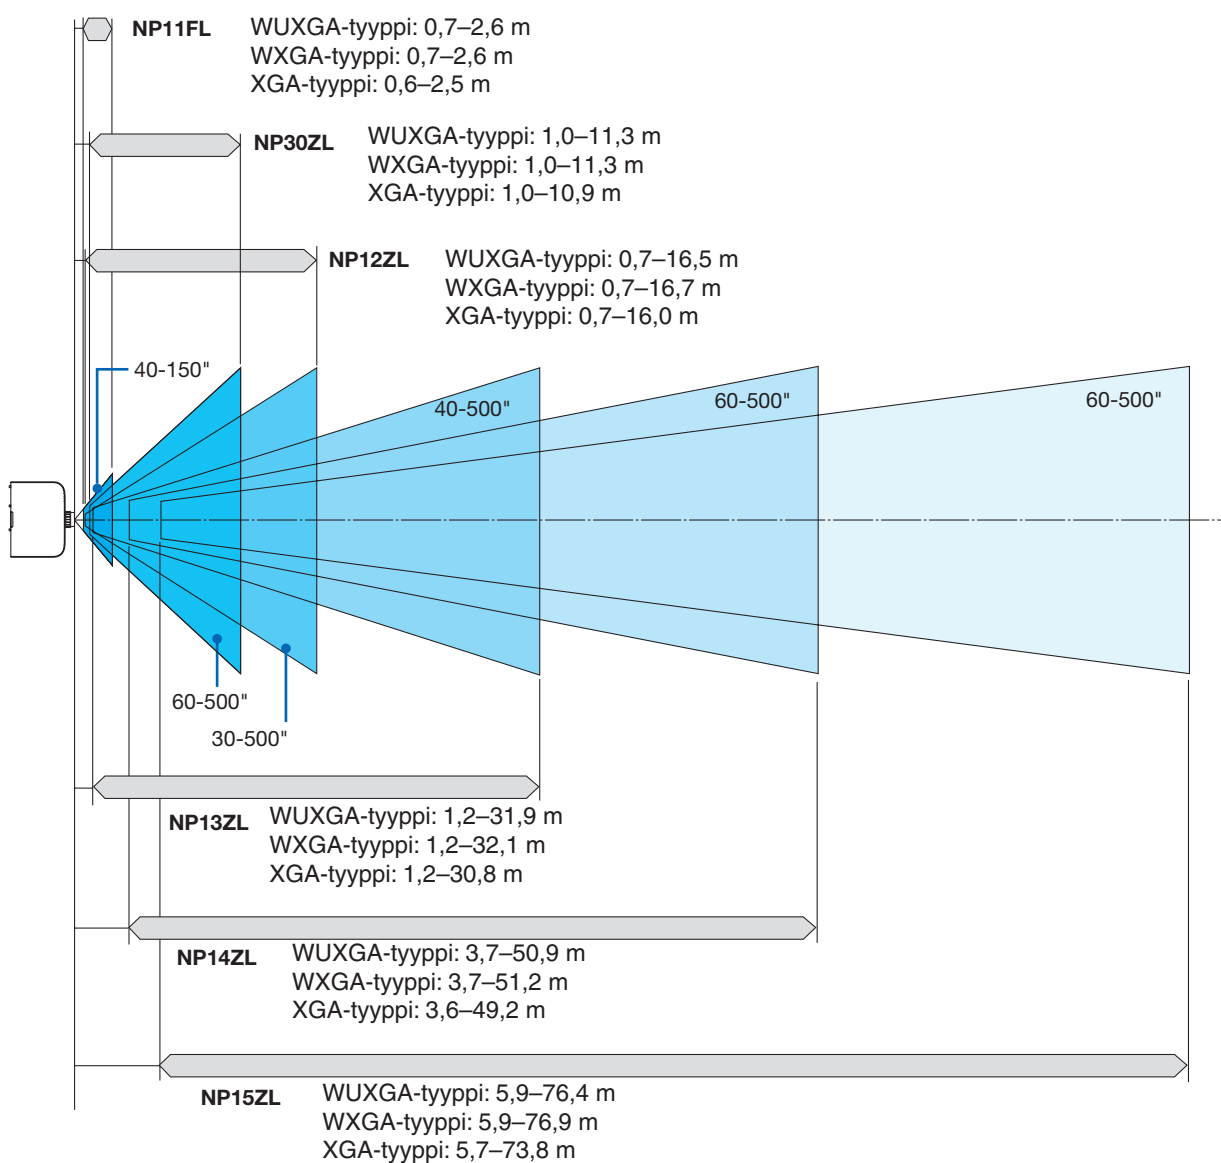 NP11FL WUXGA-tyyppi: 0,7–2,6 m
WXGA-tyyppi: 0,7–2,6 m
XGA-tyyppi: 0,6–2,5 m
NP30ZL WUXGA-tyyppi: 1,0–11,3 m
WXGA-tyyppi: 1,0–11,3 m
XGA-tyyppi: 1,0–10,9 m
NP12ZL WUXGA-tyyppi: 0,7–16,5 m
WXGA-tyyppi: 0,7–16,7 m
XGA-tyyppi: 0,7–16,0 m
40-150"
40-500"
60-500"
60-500"
60-500"
30-500"
NP13ZL WUXGA-tyyppi: 1,2–31,9 m
WXGA-tyyppi: 1,2–32,1 m
XGA-tyyppi: 1,2–30,8 m
NP14ZL WUXGA-tyyppi: 3,7–50,9 m
WXGA-tyyppi: 3,7–51,2 m
XGA-tyyppi: 3,6–49,2 m
NP15ZL WUXGA-tyyppi: 5,9–76,4 m
WXGA-tyyppi: 5,9–76,9 m
XGA-tyyppi: 5,7–73,8 m